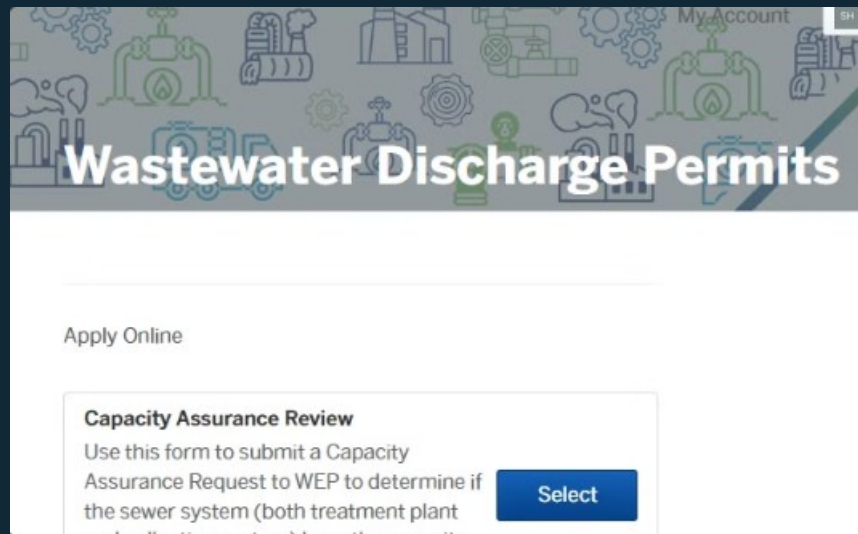 My Account
SH
Wastewater Discharge Permits
Apply Online
Capacity Assurance Review
Use this form to submit a Capacity
Assurance Request to WEP to determine if
the sewer system (both treatment plant
Select